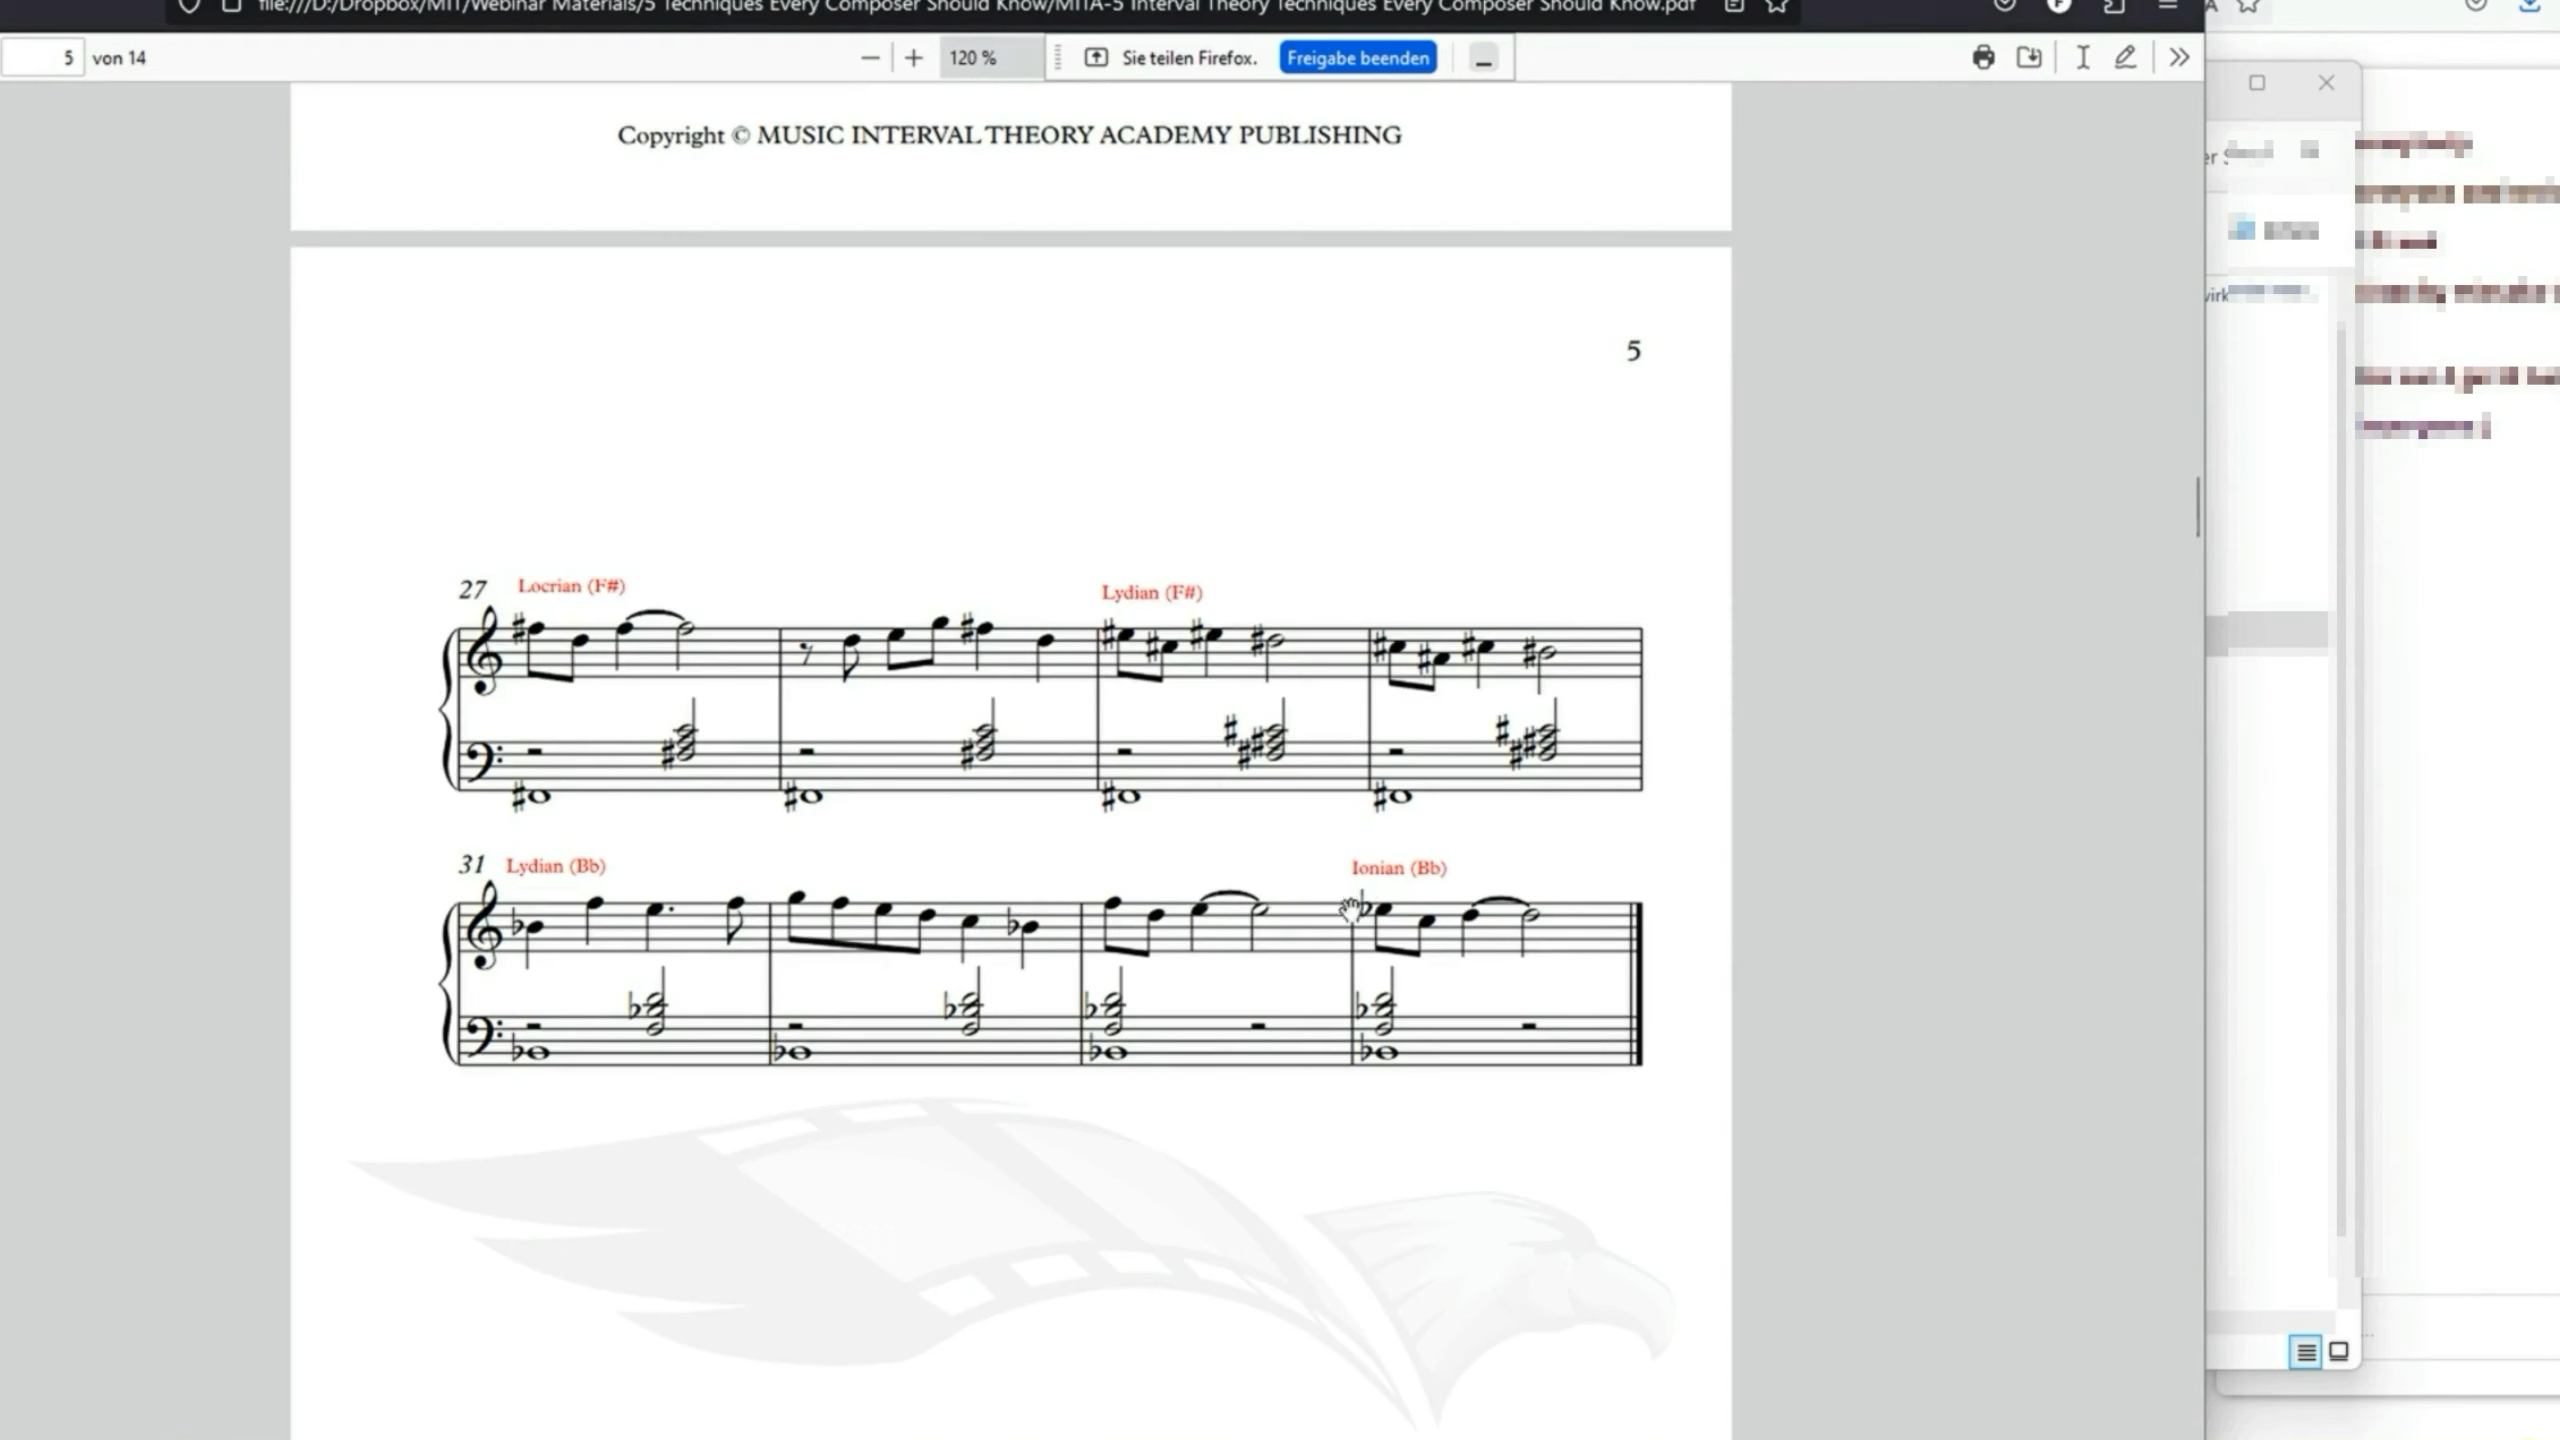 file:///D:/Dropbox/MIT/Webinar Materials/5 Techniques Every Composer Should Know/MITA-5 Interval Theory Techniques Every Composer Should Know.pdf
5 von 14
120 %
Sie teilen Firefox.
Freigabe beenden
Copyright © MUSIC INTERVAL THEORY ACADEMY PUBLISHING
5
27 Locrian (F#) Lydian (F#)
31 Lydian (Bb) Ionian (Bb)